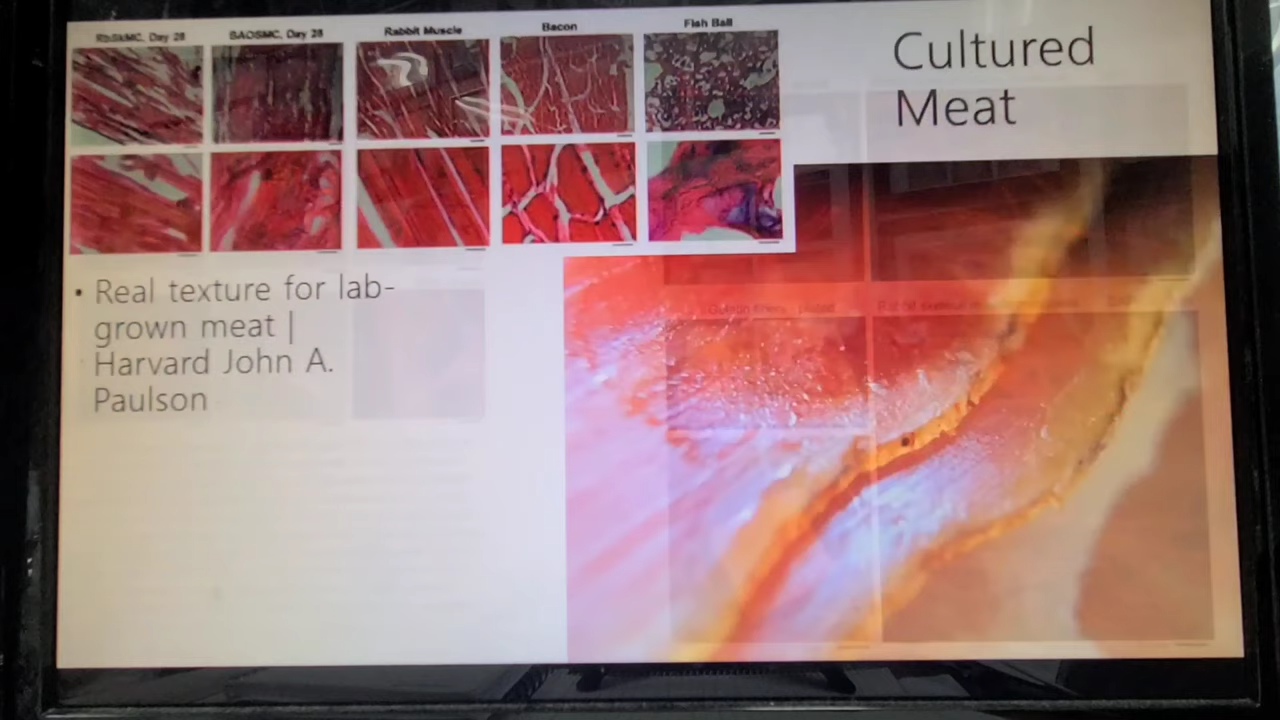 RbSkMC, Day 28
BAOSMC, Day 28
Rabbit Muscle
Bacon
Fish Ball
Cultured
Meat
• Real texture for lab-
grown meat |
Harvard John A.
Paulson